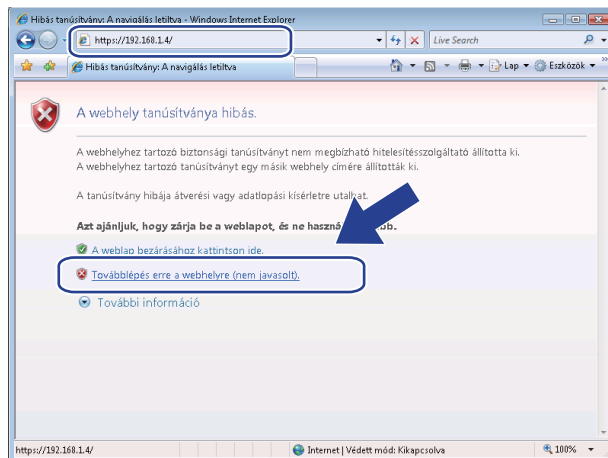 Hibás tanúsítvány: A navigálás letiltva - Windows Internet Explorer
https://192.168.1.4/
Live Search
Hibás tanúsítvány: A navigálás letiltva
Lap
Eszközök
A webhely tanúsítványa hibás.
A webhelyhez tartozó biztonsági tanúsítványt nem megbízható hitelesítésszolgáltató állította ki.
A webhelyhez tartozó tanúsítványt egy másik webhely címére állították ki.
A tanúsítvány hibája átverési vagy adatlopási kísérletre utalhat.
Azt ajánljuk, hogy zárja be a weblapot, és ne
A weblap bezárásához kattintson ide.
Továbblépés erre a webhelyre (nem javasolt).
További információ
https://192.168.1.4/
Internet | Védett mód: Kikapcsolva
100%